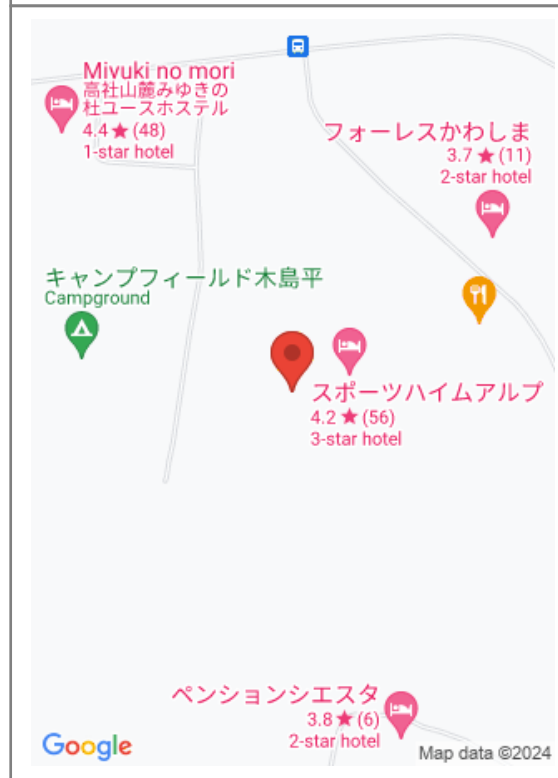 Miyuki no mori
高社山麓みゆきの
杜ユースホステル
4.4 ★ (48)
1-star hotel
フォーレスかわしま
3.7 ★ (11)
2-star hotel
キャンプフィールド木島平
Campground
スポーツハイムアルプ
4.2 ★ (56)
3-star hotel
ペンションシエスタ
3.8 ★ (6)
2-star hotel
Google
Map data ©2024